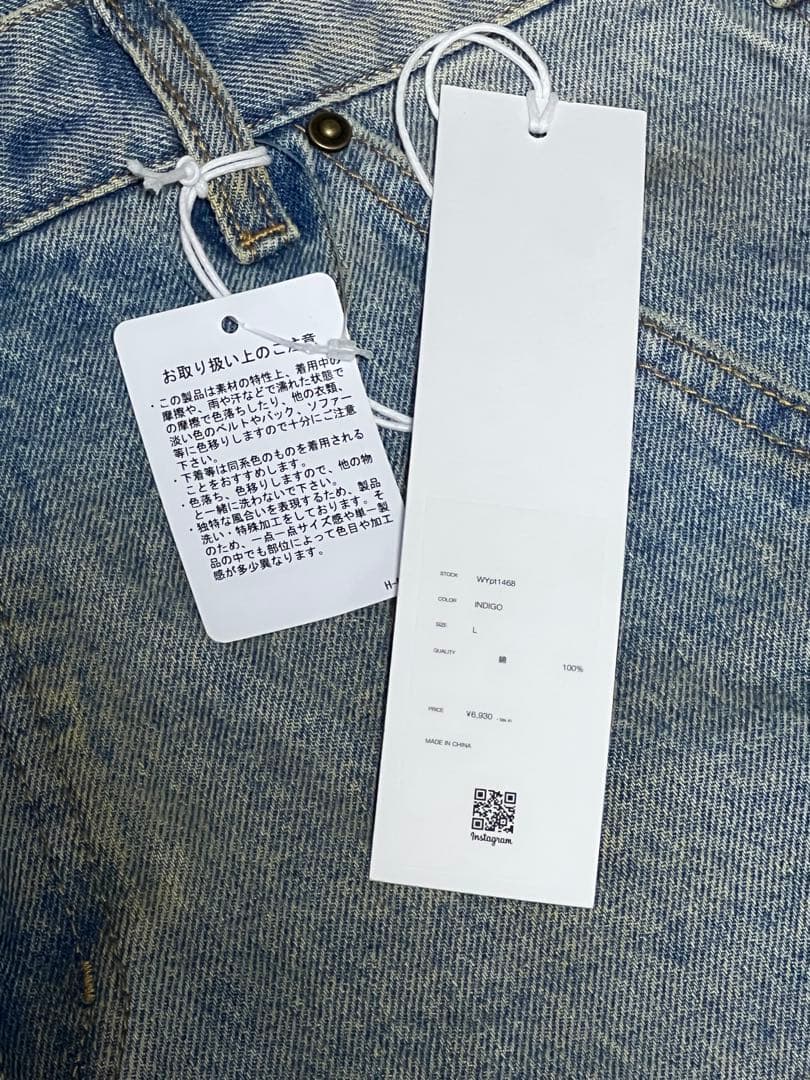 お取り扱い上のご注意
・この製品は素材の特性上、着用中の
摩擦や、雨や汗などで濡れた状態で
の摩擦で色落ちしたり、他の衣類、
淡い色のベルトやバック、ソファー
等に色移りしますので十分にご注意
下さい。
・下着等は同系色のものを着用される
ことをおすすめします。
・色落ち、色移りしますので、他の物
と一緒に洗わないで下さい。
・独特な風合いを表現するため、製品
洗い・特殊加工をしております。そ
のため、一点一点サイズ感や単一製
品の中でも部位によって色目や加工
感が多少異なります。
STOCK WYpt1468
COLOR INDIGO
SIZE L
QUALITY 綿 100%
PRICE ¥6,930
MADE IN CHINA
Instagram